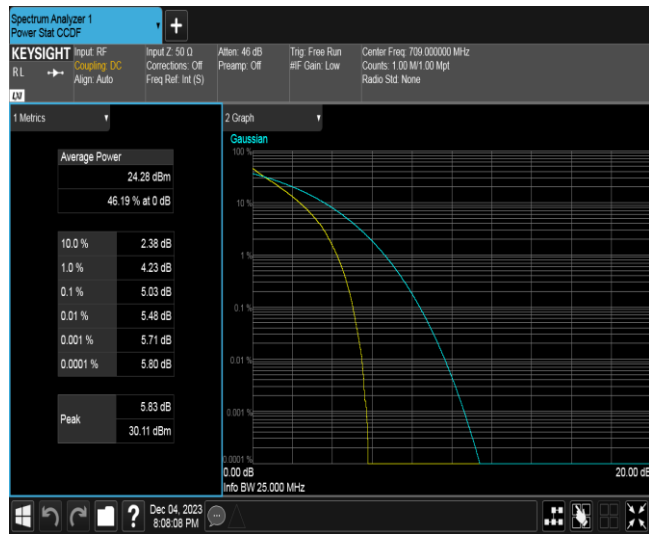 Spectrum Analyzer 1
Power Stat CCDF
KEYSIGHT
Input: RF
Coupling: DC
Align: Auto
Input Z: 50 Ω
Corrections: Off
Freq Ref: Int (S)
Atten: 46 dB
Preamp: Off
Trig: Free Run
#IF Gain: Low
Center Freq: 709.000000 MHz
Counts: 1.00 M/1.00 Mpt
Radio Std: None
R L
LXI
1 Metrics
Average Power
24.28 dBm
46.19 % at 0 dB
10.0 % 2.38 dB
1.0 % 4.23 dB
0.1 % 5.03 dB
0.01 % 5.48 dB
0.001 % 5.71 dB
0.0001 % 5.80 dB
Peak
5.83 dB
30.11 dBm
2 Graph
Gaussian
100 %
10 %
1 %
0.1 %
0.01 %
0.001 %
0.0001 %
0.00 dB
20.00 dB
Info BW 25.000 MHz
?
Dec 04, 2023
8:08:08 PM